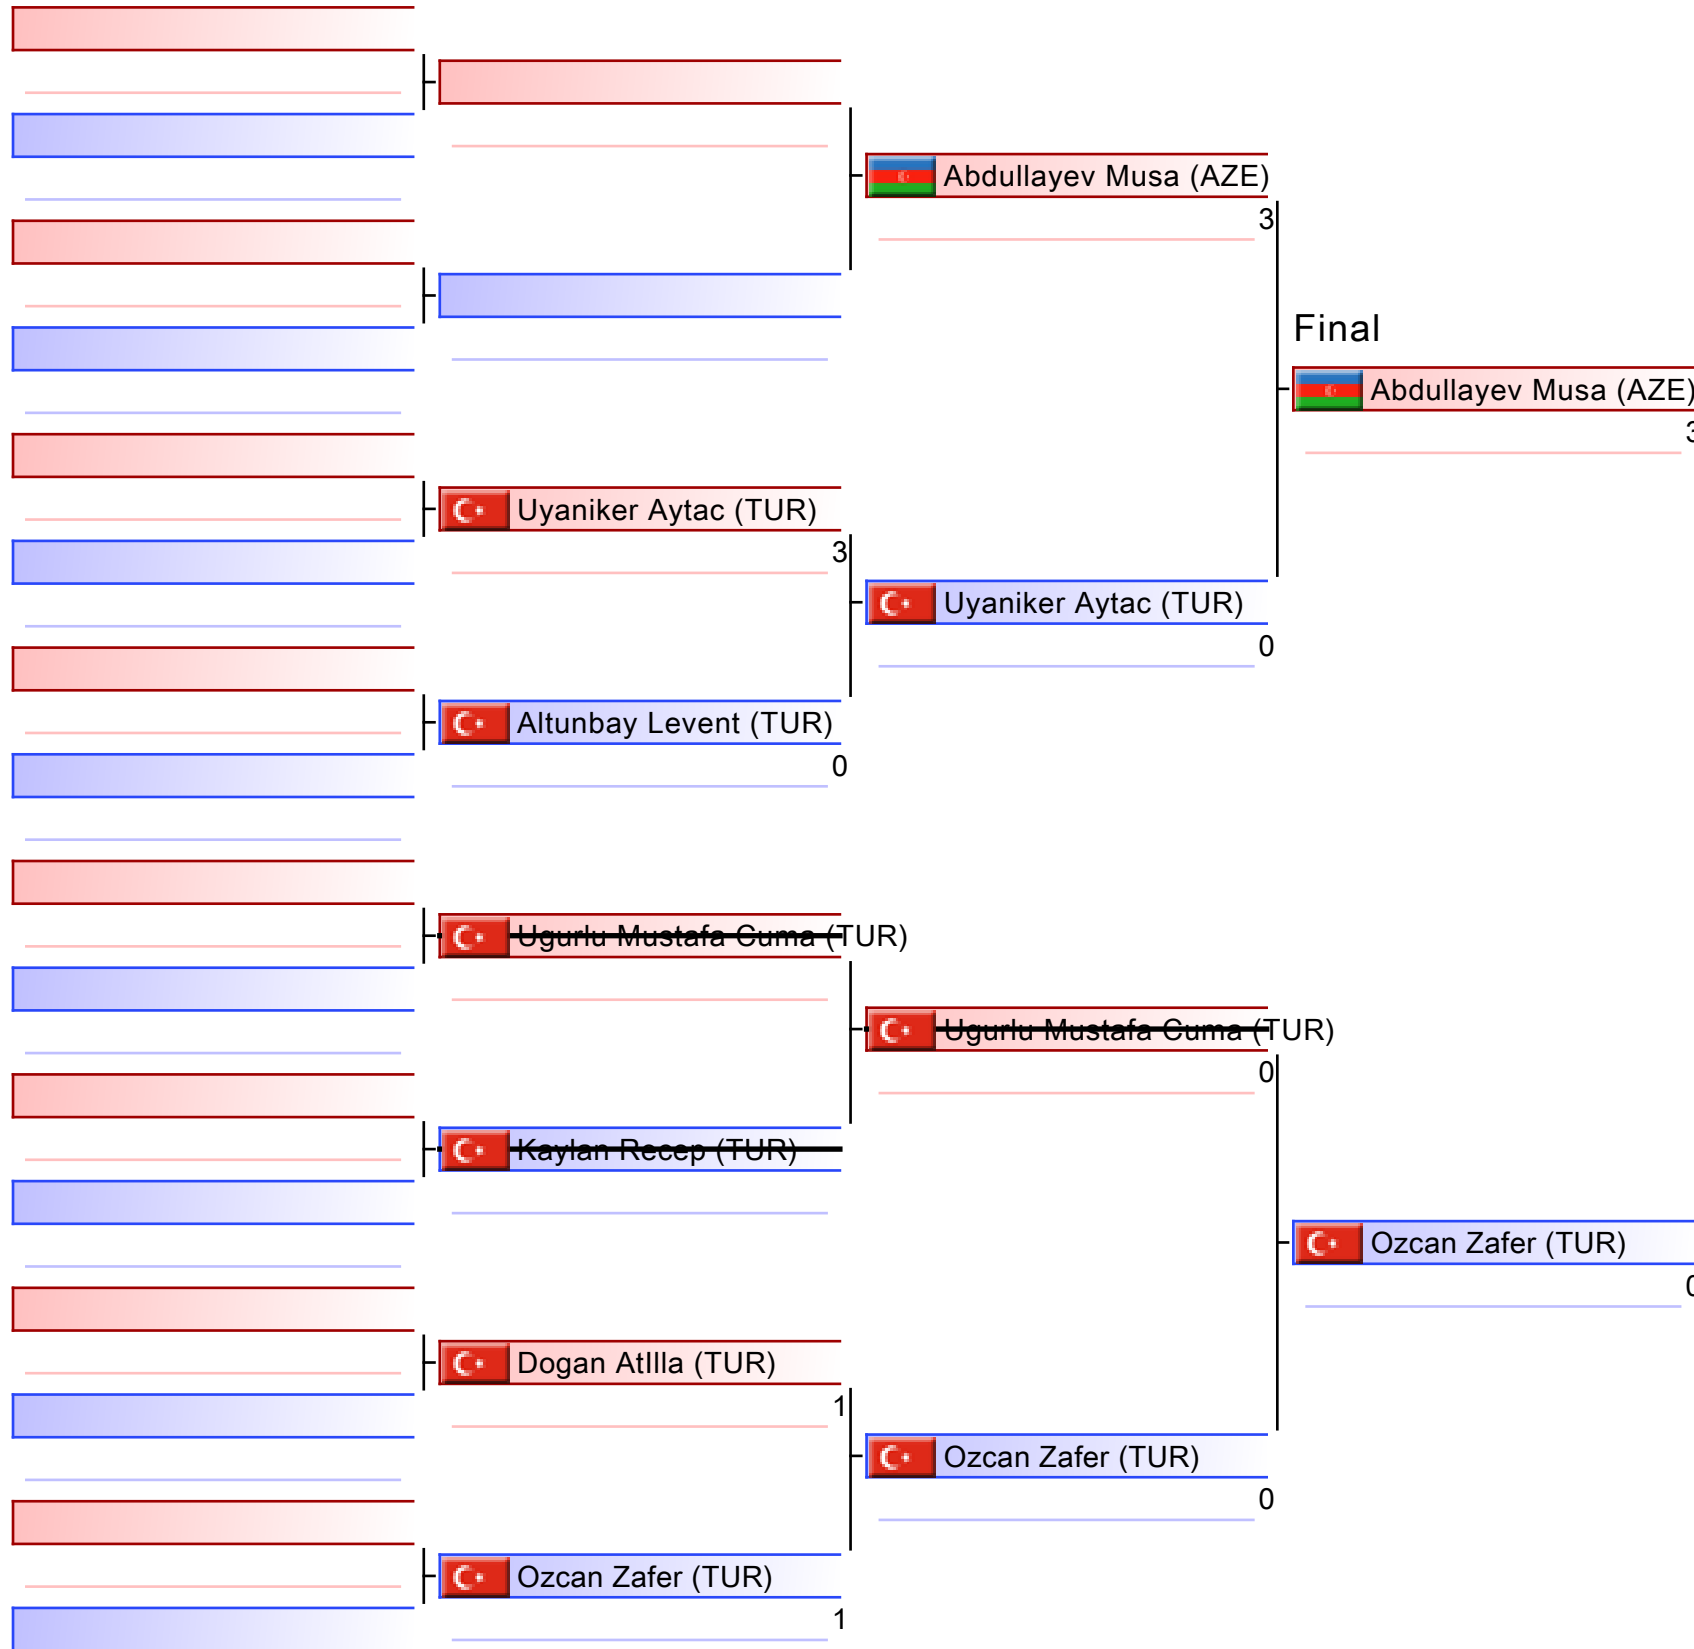 Abdullayev Musa (AZE)
3
Final
Abdullayev Musa (AZE)
3
Uyaniker Aytac (TUR)
3
Uyaniker Aytac (TUR)
0
Altunbay Levent (TUR)
0
Ugurlu Mustafa Cuma (TUR)
Ugurlu Mustafa Cuma (TUR)
0
Kaylan Recep (TUR)
Ozcan Zafer (TUR)
0
Dogan AtIlla (TUR)
1
Ozcan Zafer (TUR)
0
Ozcan Zafer (TUR)
1